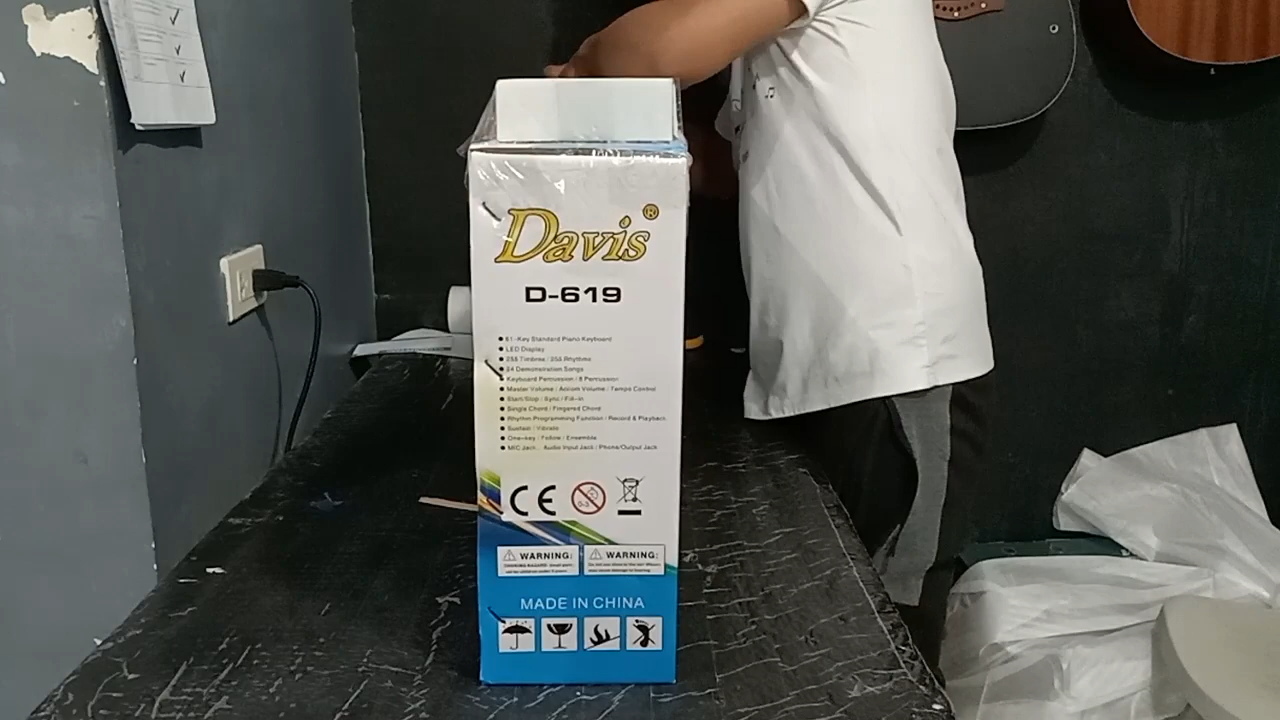 Davis®
D-619
61-Key Standard Piano Keyboard
LED Display
255 Timbres / 255 Rhythms
24 Demonstration Songs
Keyboard Percussion / 8 Percussion
Master Volume / Accom Volume / Tempo Control
Start/Stop / Sync / Fill-in
Single Chord / Fingered Chord
Rhythm Programming Function / Record & Playback
Sustain / Vibrato
One-key / Follow / Ensemble
MIC Jack Audio Input Jack / Phone/Output Jack
CE
0-3
WARNING:
WARNING:
MADE IN CHINA